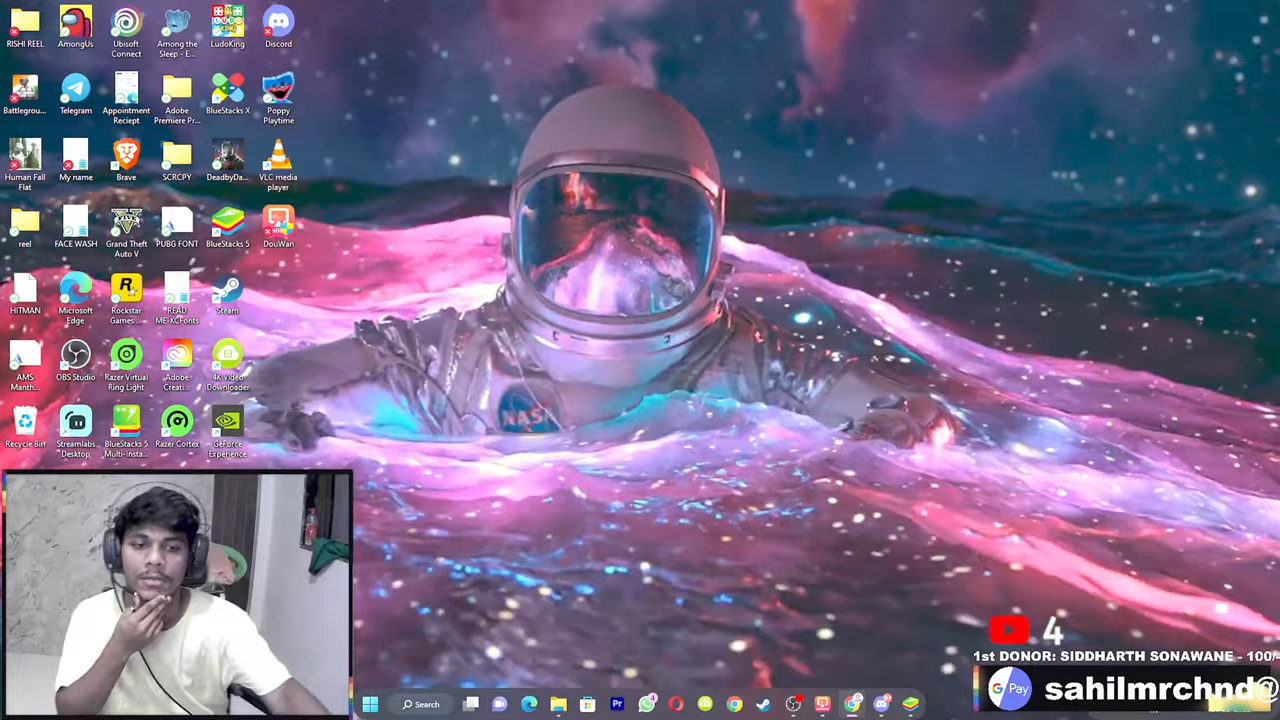 RISHI REEL
AmongUs
Ubisoft
Connect
Among the
Sleep - E...
LudoKing
Discord
Battlegrou...
Telegram
Appointment
Reciept
Adobe
Premiere Pr...
BlueStacks X
Poppy
Playtime
Human Fall
Flat
My name
Brave
SCRCPY
DeadbyDa...
VLC media
player
reel
FACE WASH
Grand Theft
Auto V
PUBG FONT
BlueStacks 5
DouWan
HITMAN
Microsoft
Edge
Rockstar
Games ...
READ
ME-KCFonts
Steam
AMS
Manth...
OBS Studio
Razer Virtual
Ring Light
Adobe
Creati...
4K Video
Downloader
Recycle Bin
Streamlabs
Desktop
BlueStacks 5
Multi-Insta...
Razer Cortex
GeForce
Experience
NASA
4
1st DONOR: SIDDHARTH SONAWANE - 100/-
G Pay
sahilmrchnd@
Search
Pr